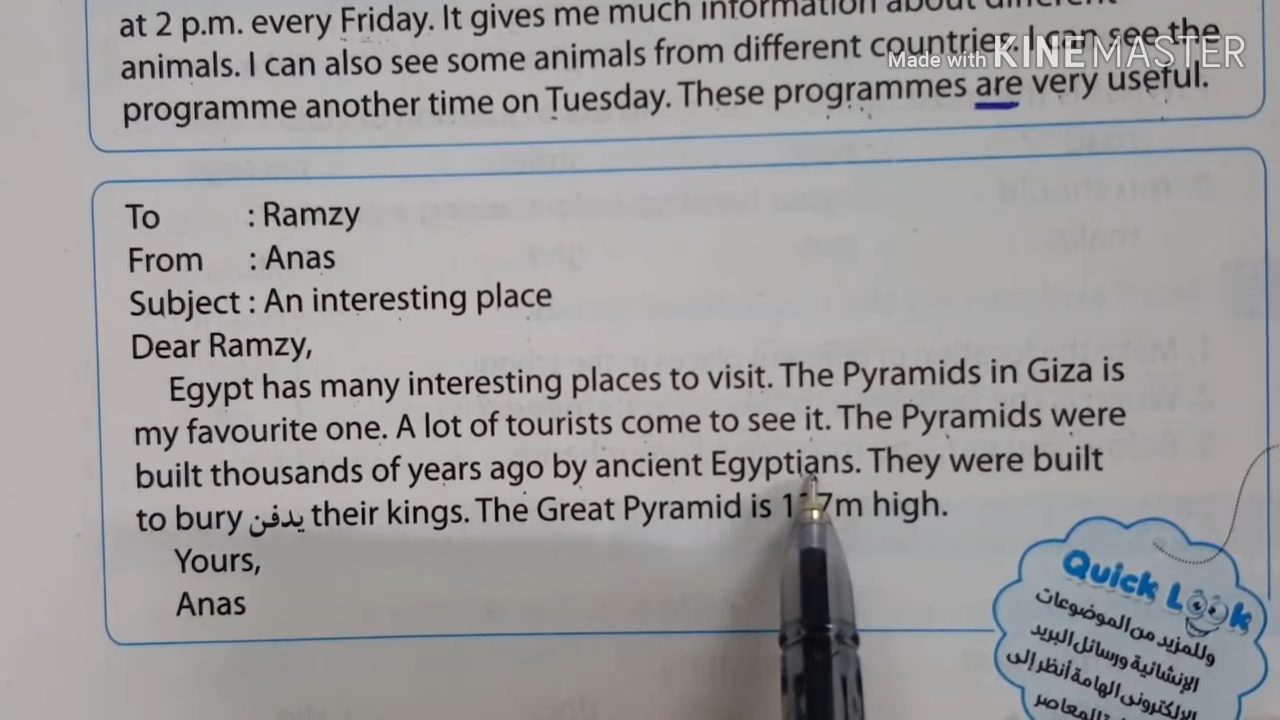 at 2 p.m. every Friday. It gives me much information about different
animals. I can also see some animals from different countries. I can see the
Made with KINEMASTER
programme another time on Tuesday. These programmes are very useful.
To : Ramzy
From : Anas
Subject : An interesting place
Dear Ramzy,
Egypt has many interesting places to visit. The Pyramids in Giza is
my favourite one. A lot of tourists come to see it. The Pyramids were
built thousands of years ago by ancient Egyptians. They were built
to bury يدفن their kings. The Great Pyramid is m high.
Yours,
Anas
Quick Look
وللمزيد من الموضوعات
الإنشائية ورسائل البريد
الإلكترونى الهامة أنظر إلى
المعاصر